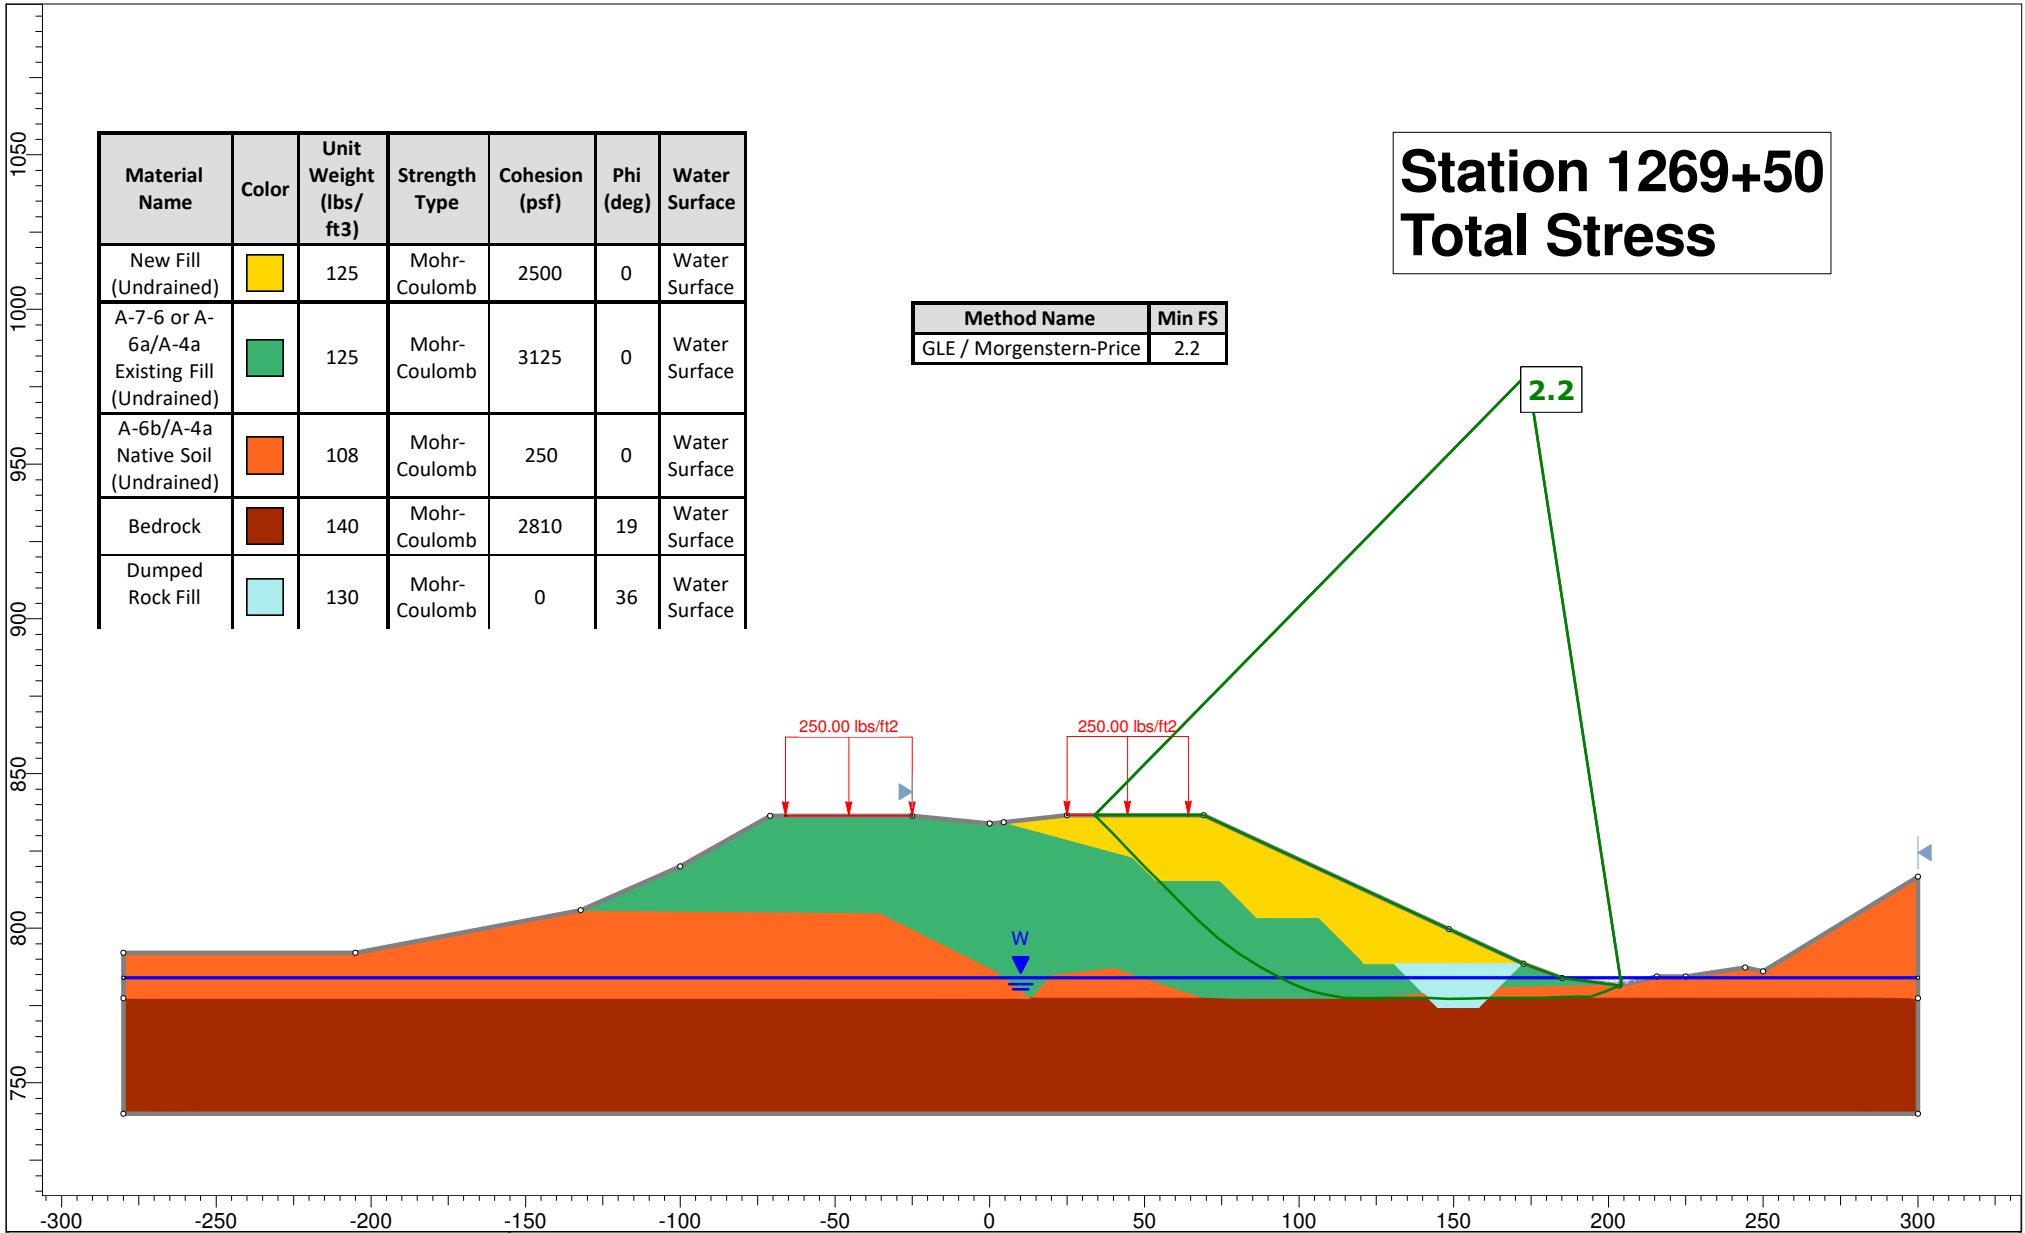 Station 1269+50
Total Stress
Material Name | Color | Unit Weight (lbs/ft3) | Strength Type | Cohesion (psf) | Phi (deg) | Water Surface
New Fill (Undrained) | 125 | Mohr-Coulomb | 2500 | 0 | Water Surface
A-7-6 or A-6a/A-4a Existing Fill (Undrained) | 125 | Mohr-Coulomb | 3125 | 0 | Water Surface
A-6b/A-4a Native Soil (Undrained) | 108 | Mohr-Coulomb | 250 | 0 | Water Surface
Bedrock | 140 | Mohr-Coulomb | 2810 | 19 | Water Surface
Dumped Rock Fill | 130 | Mohr-Coulomb | 0 | 36 | Water Surface
Method Name | Min FS
GLE / Morgenstern-Price | 2.2
2.2
250.00 lbs/ft2
250.00 lbs/ft2
W
1050
1000
950
900
850
800
750
-300 -250 -200 -150 -100 -50 0 50 100 150 200 250 300